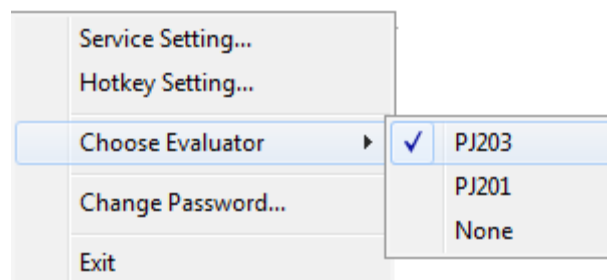 Service Setting...
Hotkey Setting...
Choose Evaluator
PJ203
PJ201
None
Change Password...
Exit